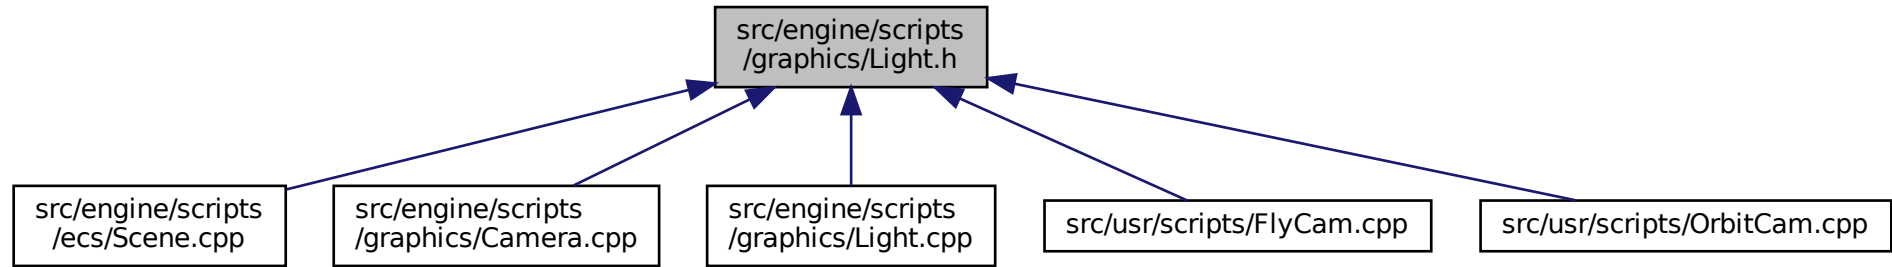 src/engine/scripts
/graphics/Light.h
src/engine/scripts
/ecs/Scene.cpp
src/engine/scripts
/graphics/Camera.cpp
src/engine/scripts
/graphics/Light.cpp
src/usr/scripts/FlyCam.cpp
src/usr/scripts/OrbitCam.cpp